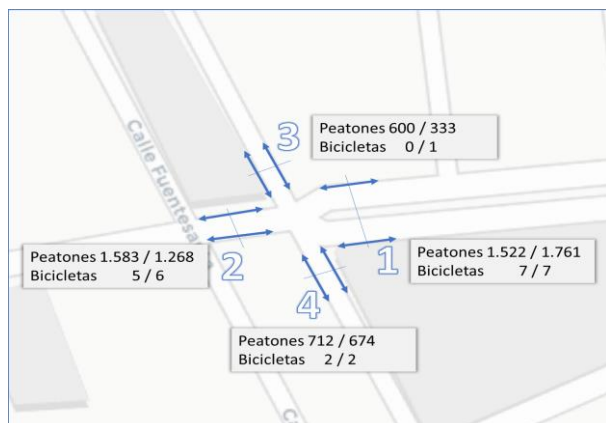 3
Peatones 600 / 333
Bicicletas 0 / 1
Calle Fuentesa
Peatones 1.583 / 1.268
Bicicletas 5 / 6
2
1
Peatones 1.522 / 1.761
Bicicletas 7 / 7
4
Peatones 712 / 674
Bicicletas 2 / 2